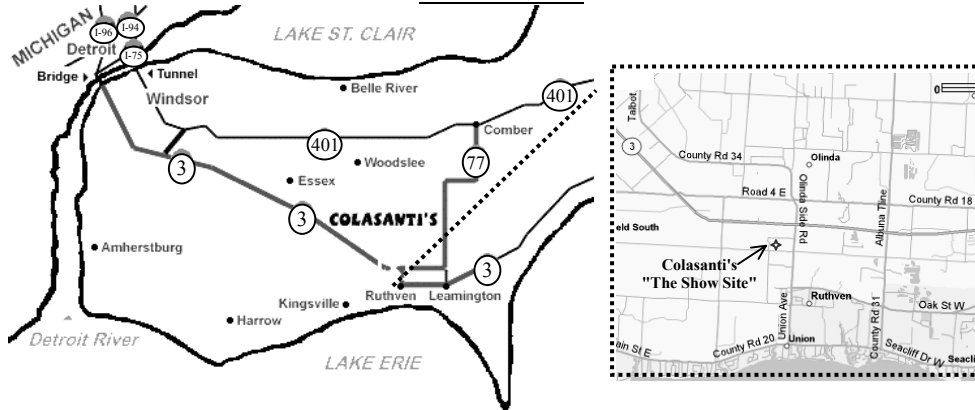 MICHIGAN
I-96
I-94
Detroit
I-75
LAKE ST. CLAIR
Bridge
Tunnel
Windsor
Belle River
401
401
Comber
3
Woodslee
77
Essex
3
COLASANTI'S
Amherstburg
3
Kingsville
Ruthven
Leamington
Harrow
Detroit River
LAKE ERIE
0
Talbot
3
County Rd 34
Olinda
Road 4 E
County Rd 18
Olinda Side Rd
Albuna Tline
eld South
Colasanti's
"The Show Site"
Ruthven
Union Ave
County Rd 31
Oak St W
Union
ain St E
County Rd 20
Seacliff Dr W
Seacli